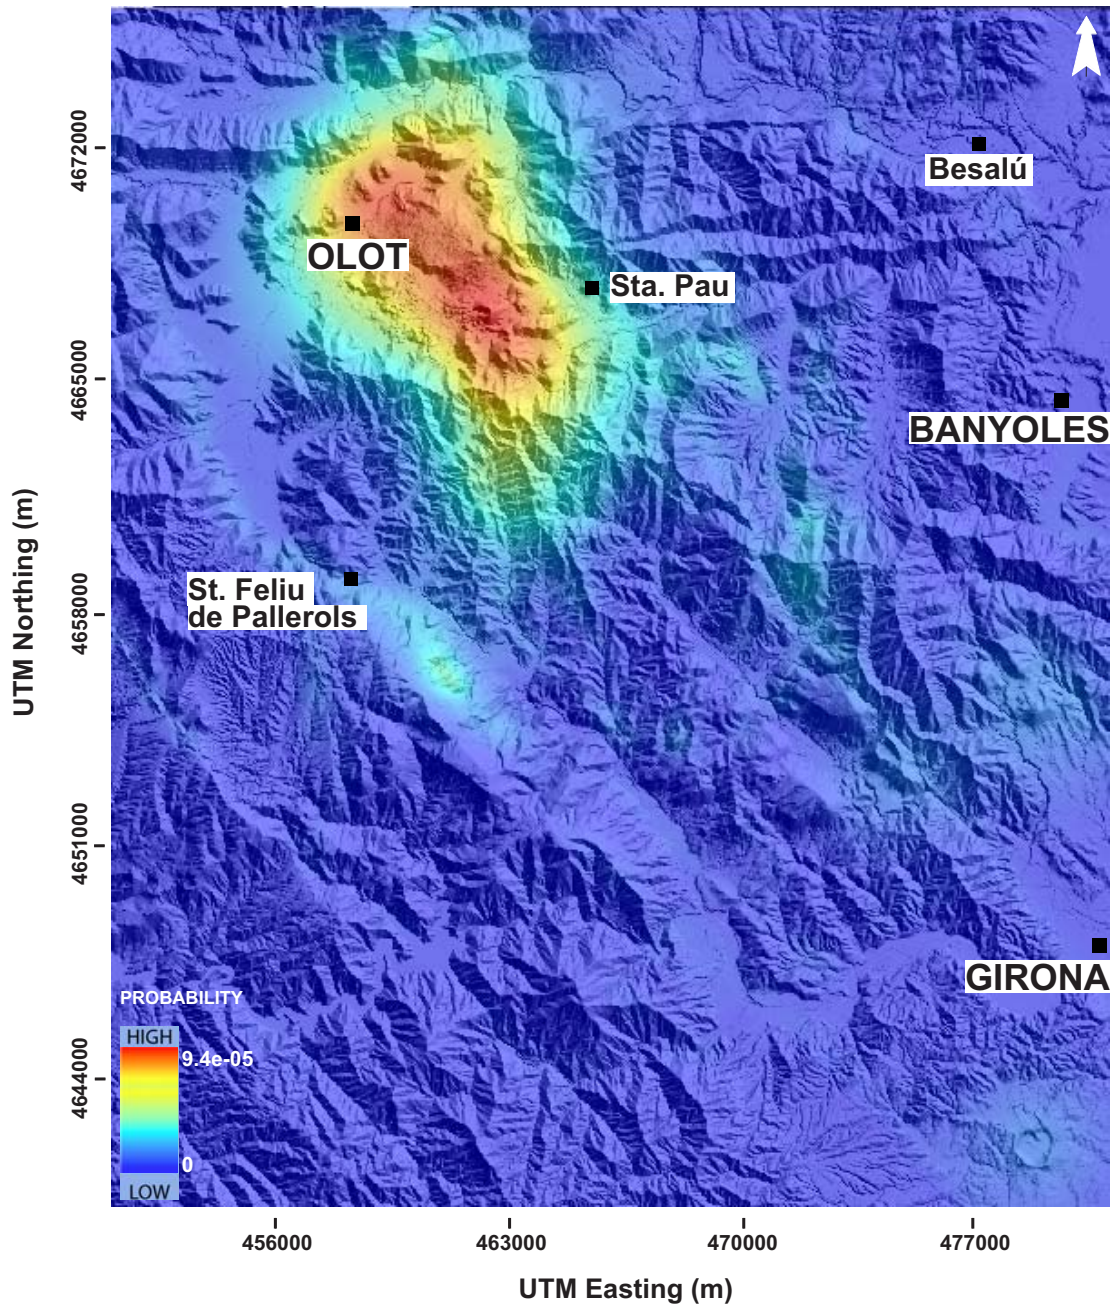 4672000
Besalú
OLOT
Sta. Pau
4665000
BANYOLES
UTM Northing (m)
St. Feliu
de Pallerols
4658000
4651000
GIRONA
PROBABILITY
HIGH
9.4e-05
0
LOW
4644000
456000
463000
470000
477000
UTM Easting (m)